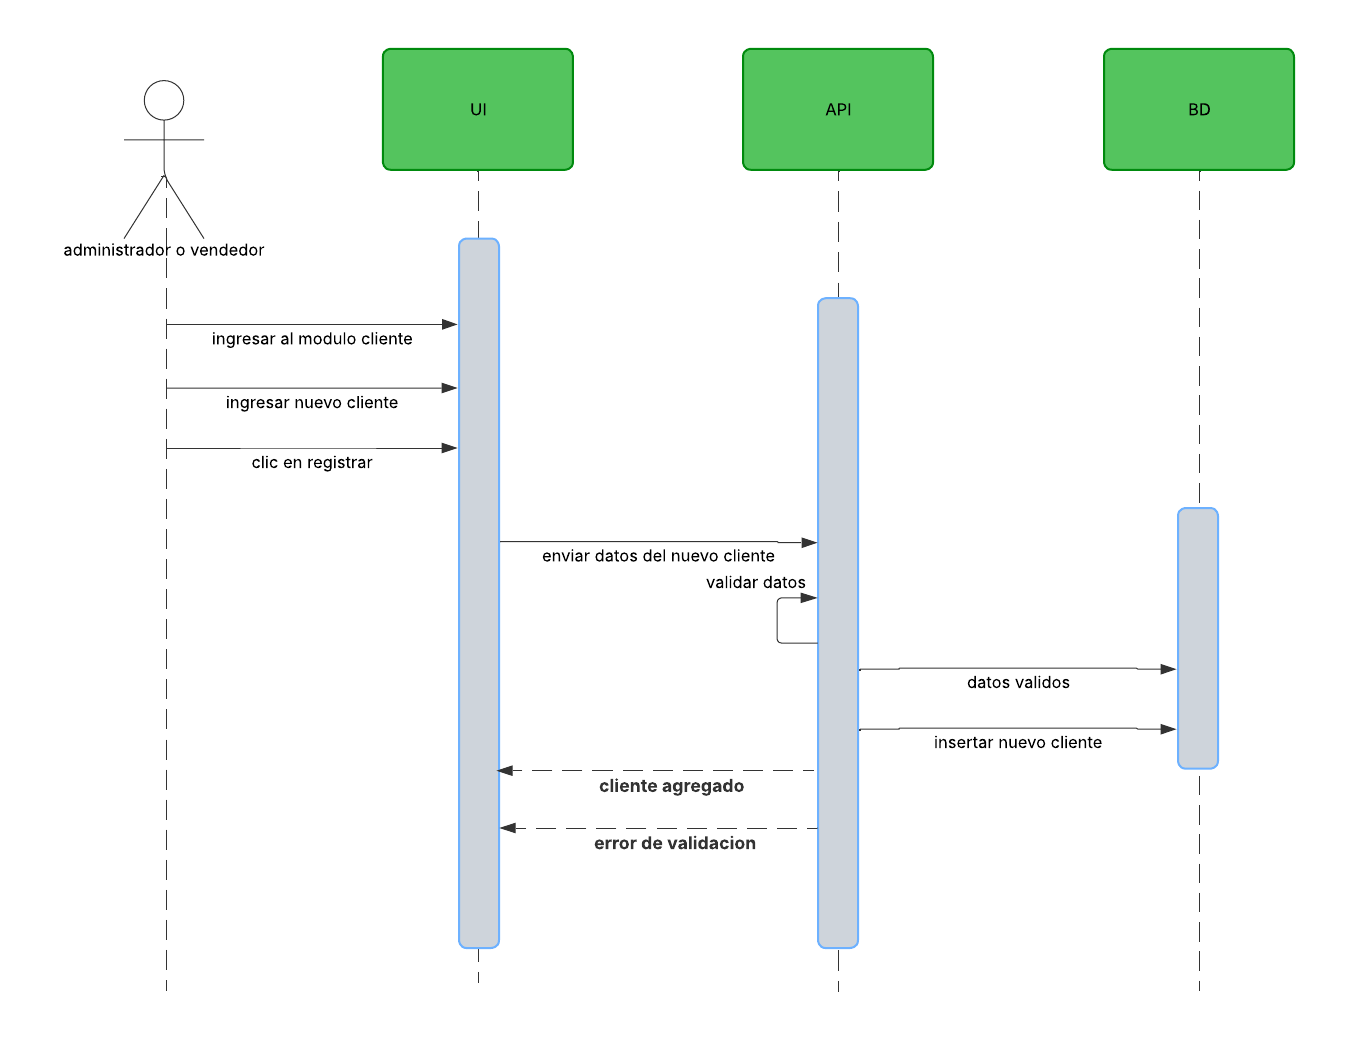 UI
API
BD
administrador o vendedor
ingresar al modulo cliente
ingresar nuevo cliente
clic en registrar
enviar datos del nuevo cliente
validar datos
datos validos
insertar nuevo cliente
cliente agregado
error de validacion